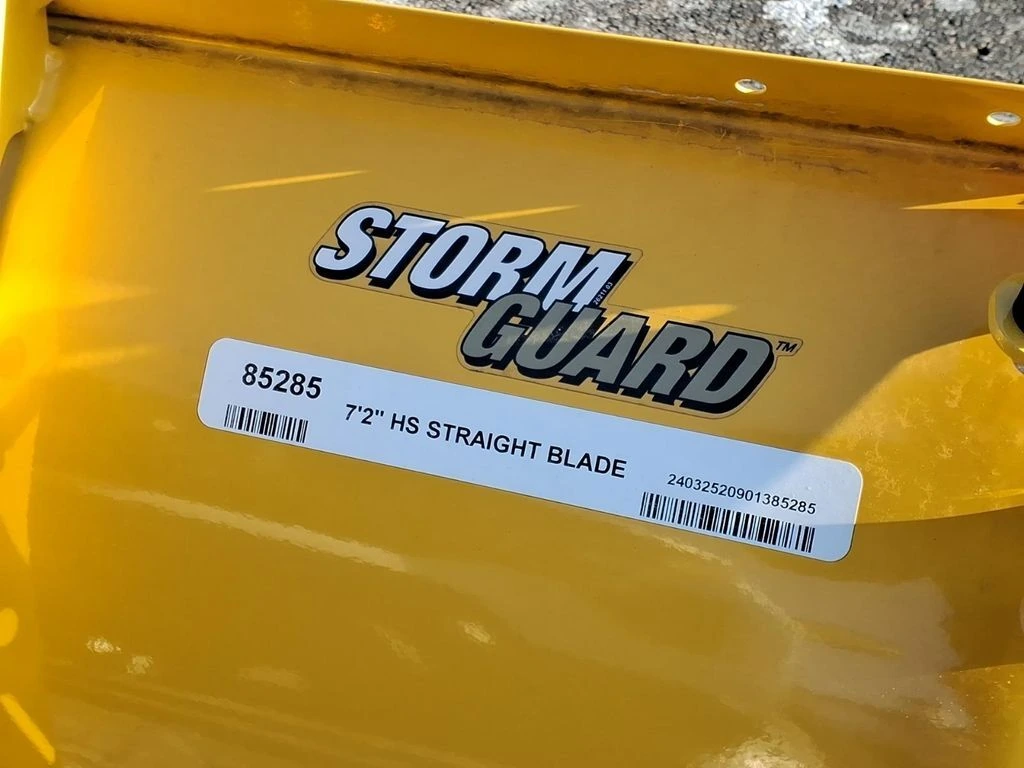 STORM
GUARD™
85285
7'2" HS STRAIGHT BLADE
24032520901385285